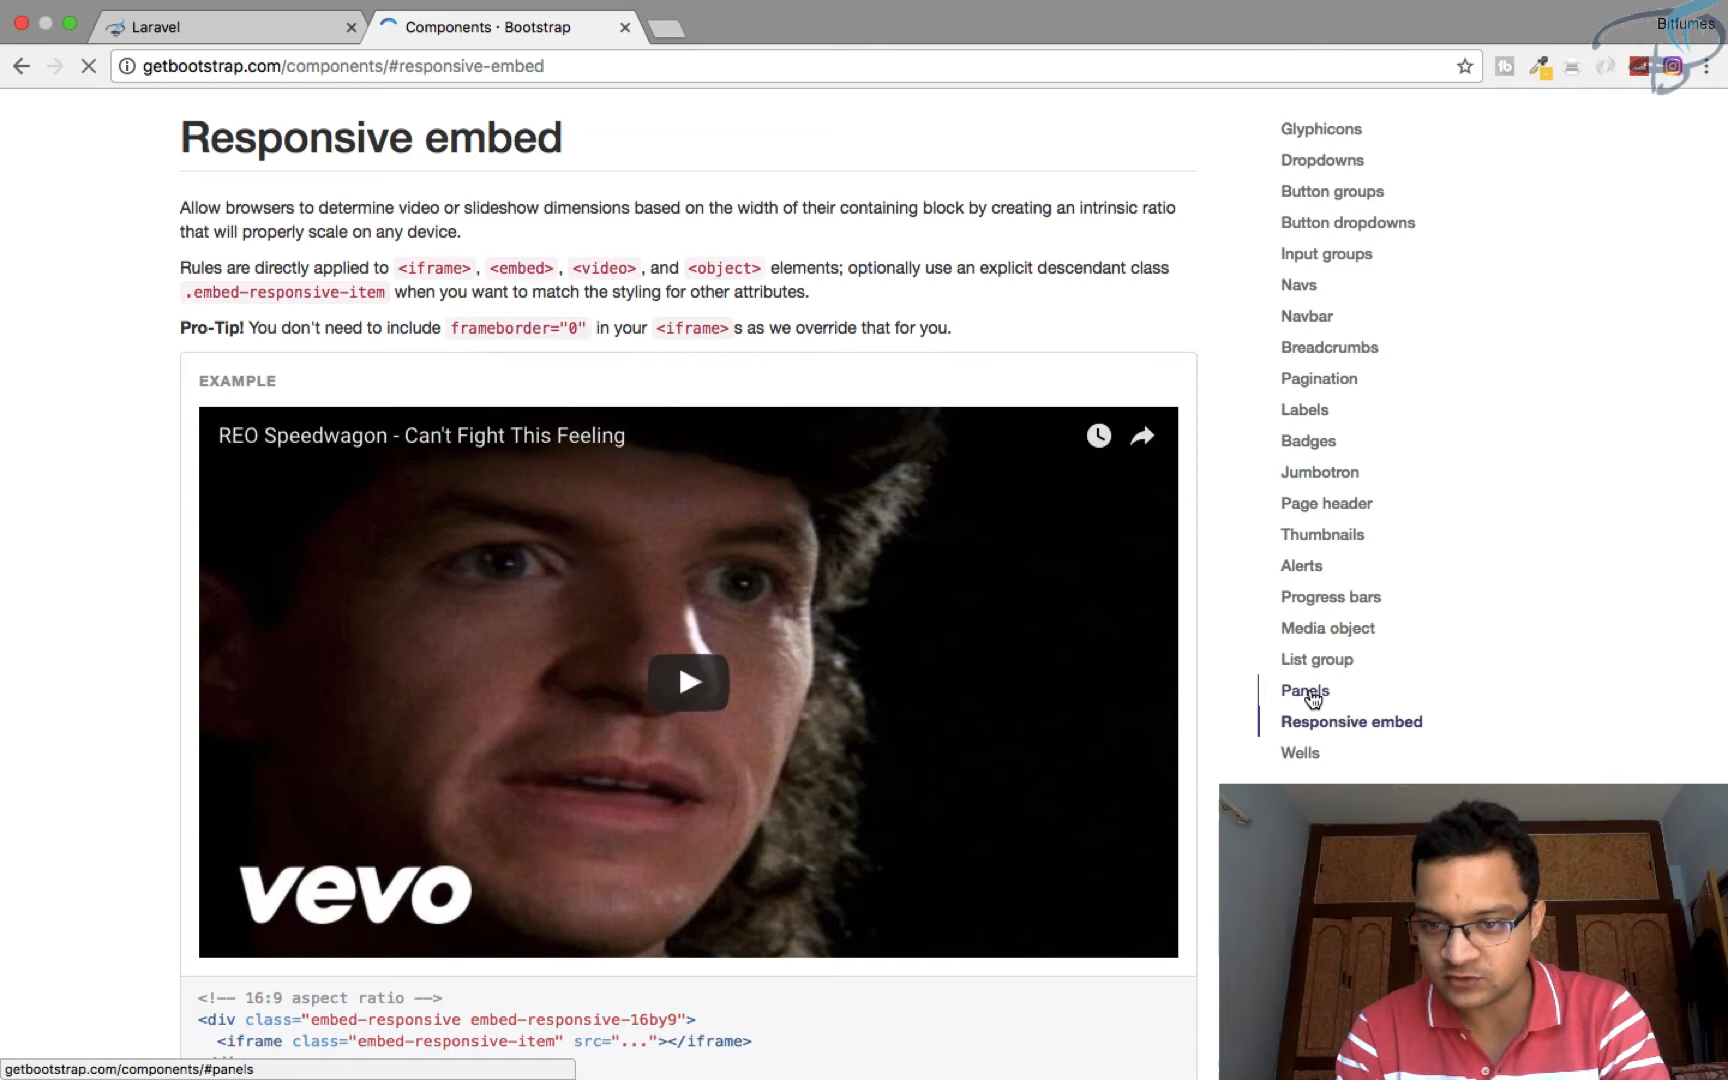 Laravel
Components · Bootstrap
Bitfumes
getbootstrap.com/components/#responsive-embed
Responsive embed
Allow browsers to determine video or slideshow dimensions based on the width of their containing block by creating an intrinsic ratio
that will properly scale on any device.
Rules are directly applied to <iframe>, <embed>, <video>, and <object> elements; optionally use an explicit descendant class
.embed-responsive-item when you want to match the styling for other attributes.
Pro-Tip! You don't need to include frameborder="0" in your <iframe>s as we override that for you.
EXAMPLE
REO Speedwagon - Can't Fight This Feeling
vevo
<!-- 16:9 aspect ratio -->
<div class="embed-responsive embed-responsive-16by9">
<iframe class="embed-responsive-item" src="..."></iframe>
getbootstrap.com/components/#panels
Glyphicons
Dropdowns
Button groups
Button dropdowns
Input groups
Navs
Navbar
Breadcrumbs
Pagination
Labels
Badges
Jumbotron
Page header
Thumbnails
Alerts
Progress bars
Media object
List group
Panels
Responsive embed
Wells